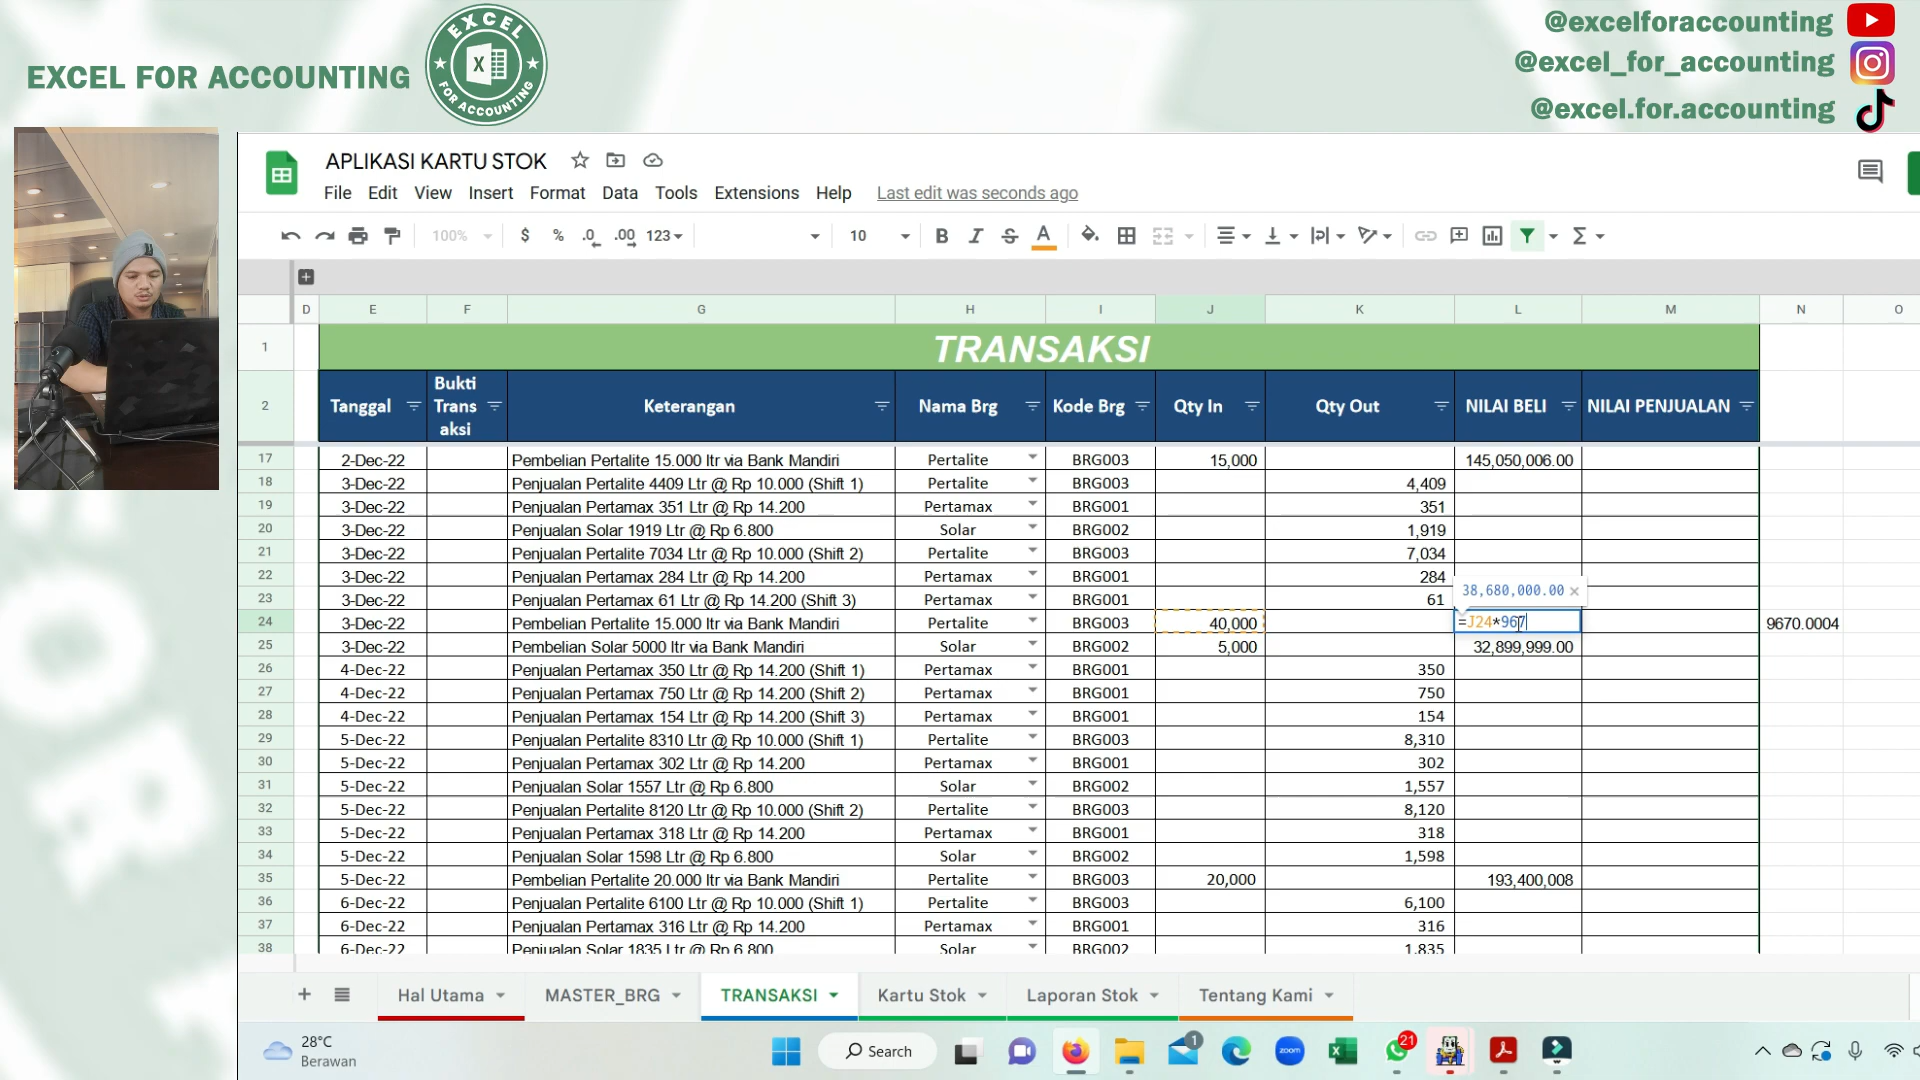 EXCEL FOR ACCOUNTING
EXCEL
FOR ACCOUNTING
@excelforaccounting
@excel_for_accounting
@excel.for.accounting
APLIKASI KARTU STOK
File Edit View Insert Format Data Tools Extensions Help Last edit was seconds ago
100% $ % .0 .00 123 10 B I S A
D E F G H I J K L M N O
1 TRANSAKSI
2 Tanggal Bukti Trans aksi Keterangan Nama Brg Kode Brg Qty In Qty Out NILAI BELI NILAI PENJUALAN
17 2-Dec-22 Pembelian Pertalite 15.000 ltr via Bank Mandiri Pertalite BRG003 15,000 145,050,006.00
18 3-Dec-22 Penjualan Pertalite 4409 Ltr @ Rp 10.000 (Shift 1) Pertalite BRG003 4,409
19 3-Dec-22 Penjualan Pertamax 351 Ltr @ Rp 14.200 Pertamax BRG001 351
20 3-Dec-22 Penjualan Solar 1919 Ltr @ Rp 6.800 Solar BRG002 1,919
21 3-Dec-22 Penjualan Pertalite 7034 Ltr @ Rp 10.000 (Shift 2) Pertalite BRG003 7,034
22 3-Dec-22 Penjualan Pertamax 284 Ltr @ Rp 14.200 Pertamax BRG001 284
38,680,000.00 ×
23 3-Dec-22 Penjualan Pertamax 61 Ltr @ Rp 14.200 (Shift 3) Pertamax BRG001 61
24 3-Dec-22 Pembelian Pertalite 15.000 ltr via Bank Mandiri Pertalite BRG003 40,000 =J24*967 9670.0004
25 3-Dec-22 Pembelian Solar 5000 ltr via Bank Mandiri Solar BRG002 5,000 32,899,999.00
26 4-Dec-22 Penjualan Pertamax 350 Ltr @ Rp 14.200 (Shift 1) Pertamax BRG001 350
27 4-Dec-22 Penjualan Pertamax 750 Ltr @ Rp 14.200 (Shift 2) Pertamax BRG001 750
28 4-Dec-22 Penjualan Pertamax 154 Ltr @ Rp 14.200 (Shift 3) Pertamax BRG001 154
29 5-Dec-22 Penjualan Pertalite 8310 Ltr @ Rp 10.000 (Shift 1) Pertalite BRG003 8,310
30 5-Dec-22 Penjualan Pertamax 302 Ltr @ Rp 14.200 Pertamax BRG001 302
31 5-Dec-22 Penjualan Solar 1557 Ltr @ Rp 6.800 Solar BRG002 1,557
32 5-Dec-22 Penjualan Pertalite 8120 Ltr @ Rp 10.000 (Shift 2) Pertalite BRG003 8,120
33 5-Dec-22 Penjualan Pertamax 318 Ltr @ Rp 14.200 Pertamax BRG001 318
34 5-Dec-22 Penjualan Solar 1598 Ltr @ Rp 6.800 Solar BRG002 1,598
35 5-Dec-22 Pembelian Pertalite 20.000 ltr via Bank Mandiri Pertalite BRG003 20,000 193,400,008
36 6-Dec-22 Penjualan Pertalite 6100 Ltr @ Rp 10.000 (Shift 1) Pertalite BRG003 6,100
37 6-Dec-22 Penjualan Pertamax 316 Ltr @ Rp 14.200 Pertamax BRG001 316
38 6-Dec-22 Penjualan Solar 1835 Ltr @ Rp 6.800 Solar BRG002 1,835
Hal Utama MASTER_BRG TRANSAKSI Kartu Stok Laporan Stok Tentang Kami
28°C
Berawan
Search
1
zoom
21